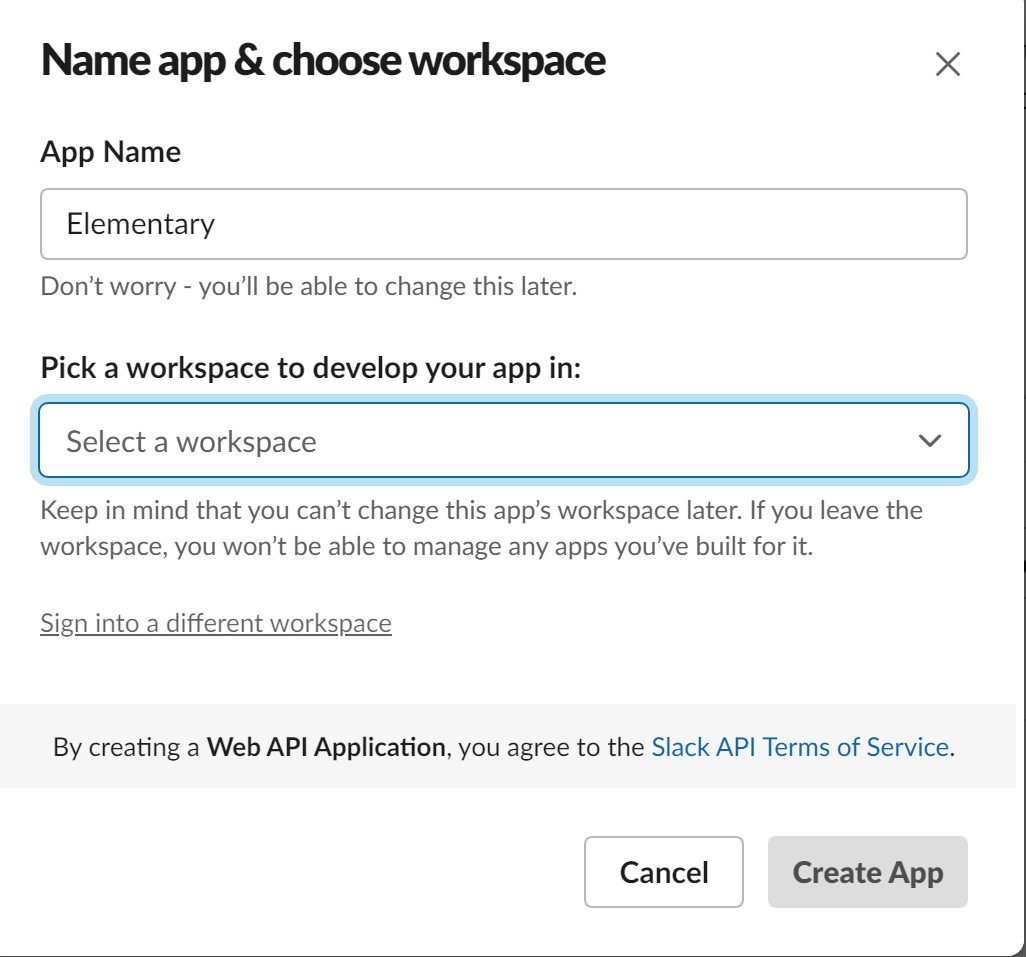 Name app & choose workspace
App Name
Elementary
Don’t worry - you’ll be able to change this later.
Pick a workspace to develop your app in:
Select a workspace
Keep in mind that you can’t change this app’s workspace later. If you leave the
workspace, you won’t be able to manage any apps you’ve built for it.
Sign into a different workspace
By creating a Web API Application, you agree to the Slack API Terms of Service.
Cancel
Create App